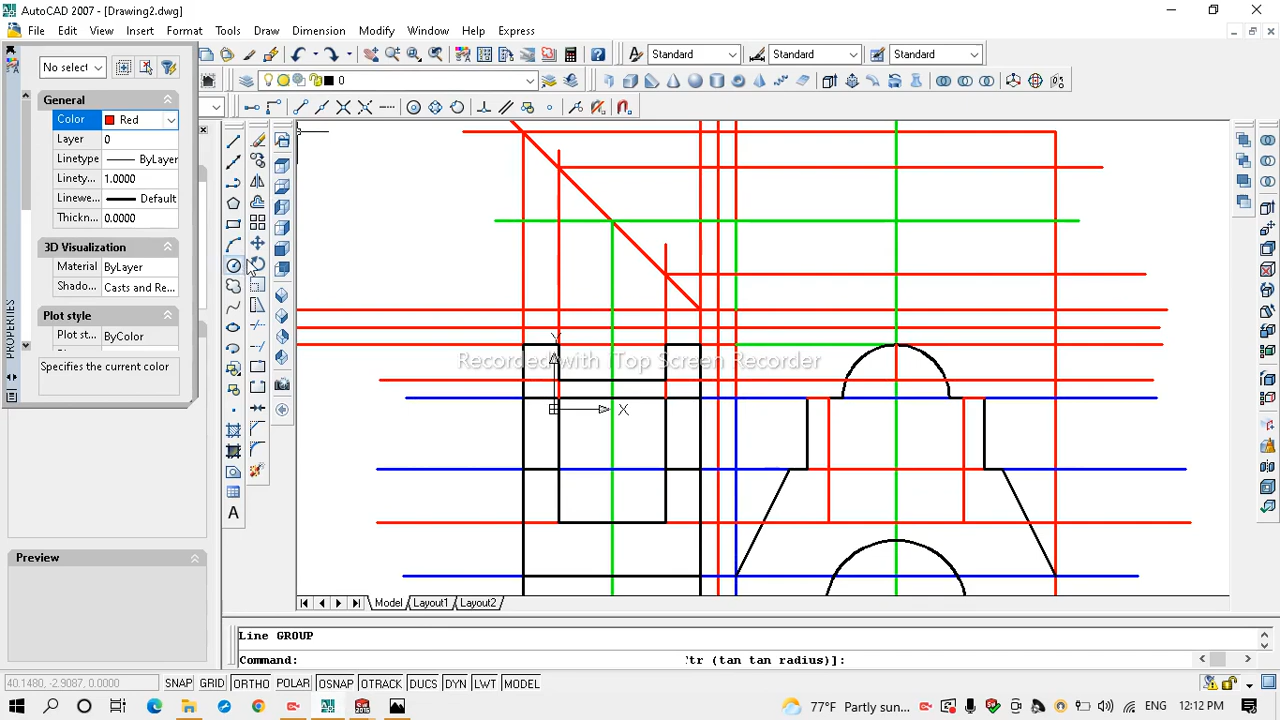 AutoCAD 2007 - [Drawing2.dwg]
File Edit View Insert Format Tools Draw Dimension Modify Window Help Express
Standard Standard Standard
No select
0
General
Color Red
Layer 0
Linetype ByLayer
Linety... 1.0000
Linewe... Default
Thickn... 0.0000
3D Visualization
Material ByLayer
Shado... Casts and Re...
Plot style
Plot st... ByColor
Specifies the current color
PROPERTIES
Recorded with iTop Screen Recorder
Y
X
A
Preview
Model Layout1 Layout2
Line GROUP
Command: 'tr (tan tan radius)]:
40.1480, -2.9087, 0.0000 SNAP GRID ORTHO POLAR OSNAP OTRACK DUCS DYN LWT MODEL
77°F Partly sun... ENG 12:12 PM